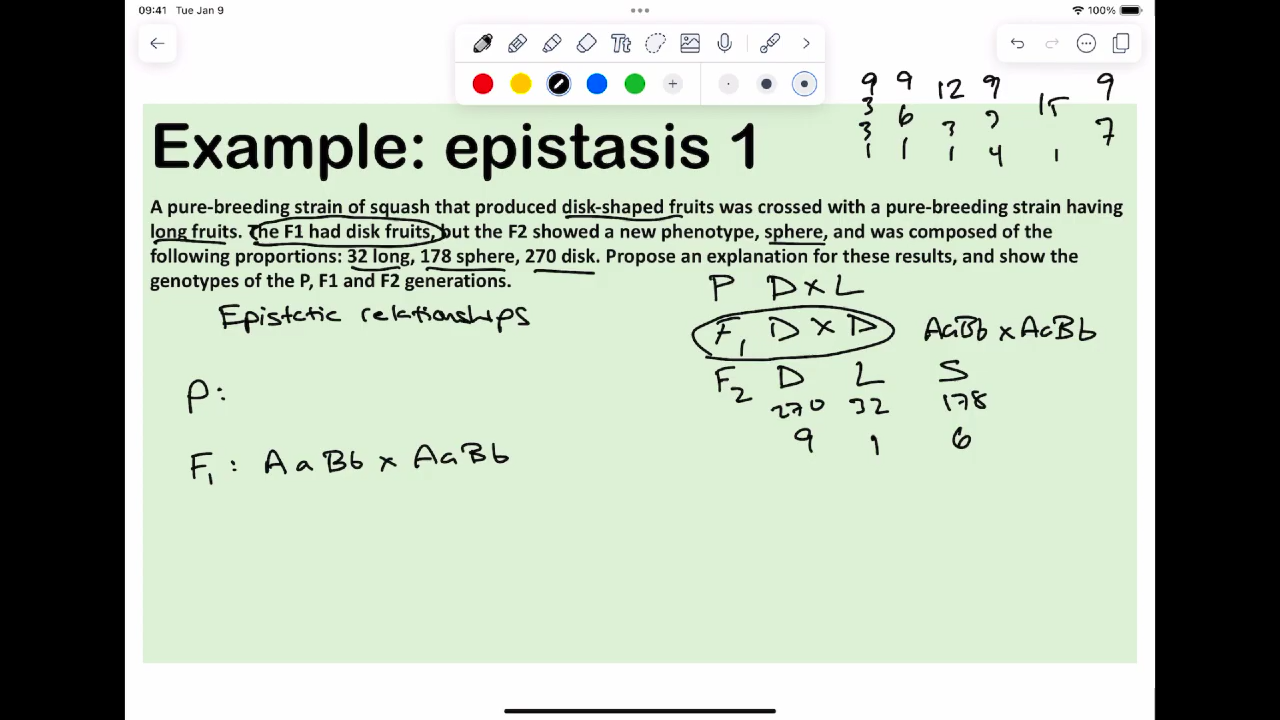 09:41 Tue Jan 9
100%
Tt
9 9 12 9 15 9
3 6 3 3 1 7
3 1 1 4
1
Example: epistasis 1
A pure-breeding strain of squash that produced disk-shaped fruits was crossed with a pure-breeding strain having
long fruits. The F1 had disk fruits, but the F2 showed a new phenotype, sphere, and was composed of the
following proportions: 32 long, 178 sphere, 270 disk. Propose an explanation for these results, and show the
genotypes of the P, F1 and F2 generations.
Epistatic relationships
P D x L
F1 D x D AaBb x AaBb
F2 D L S
270 32 178
9 1 6
P:
F1: AaBb x AaBb